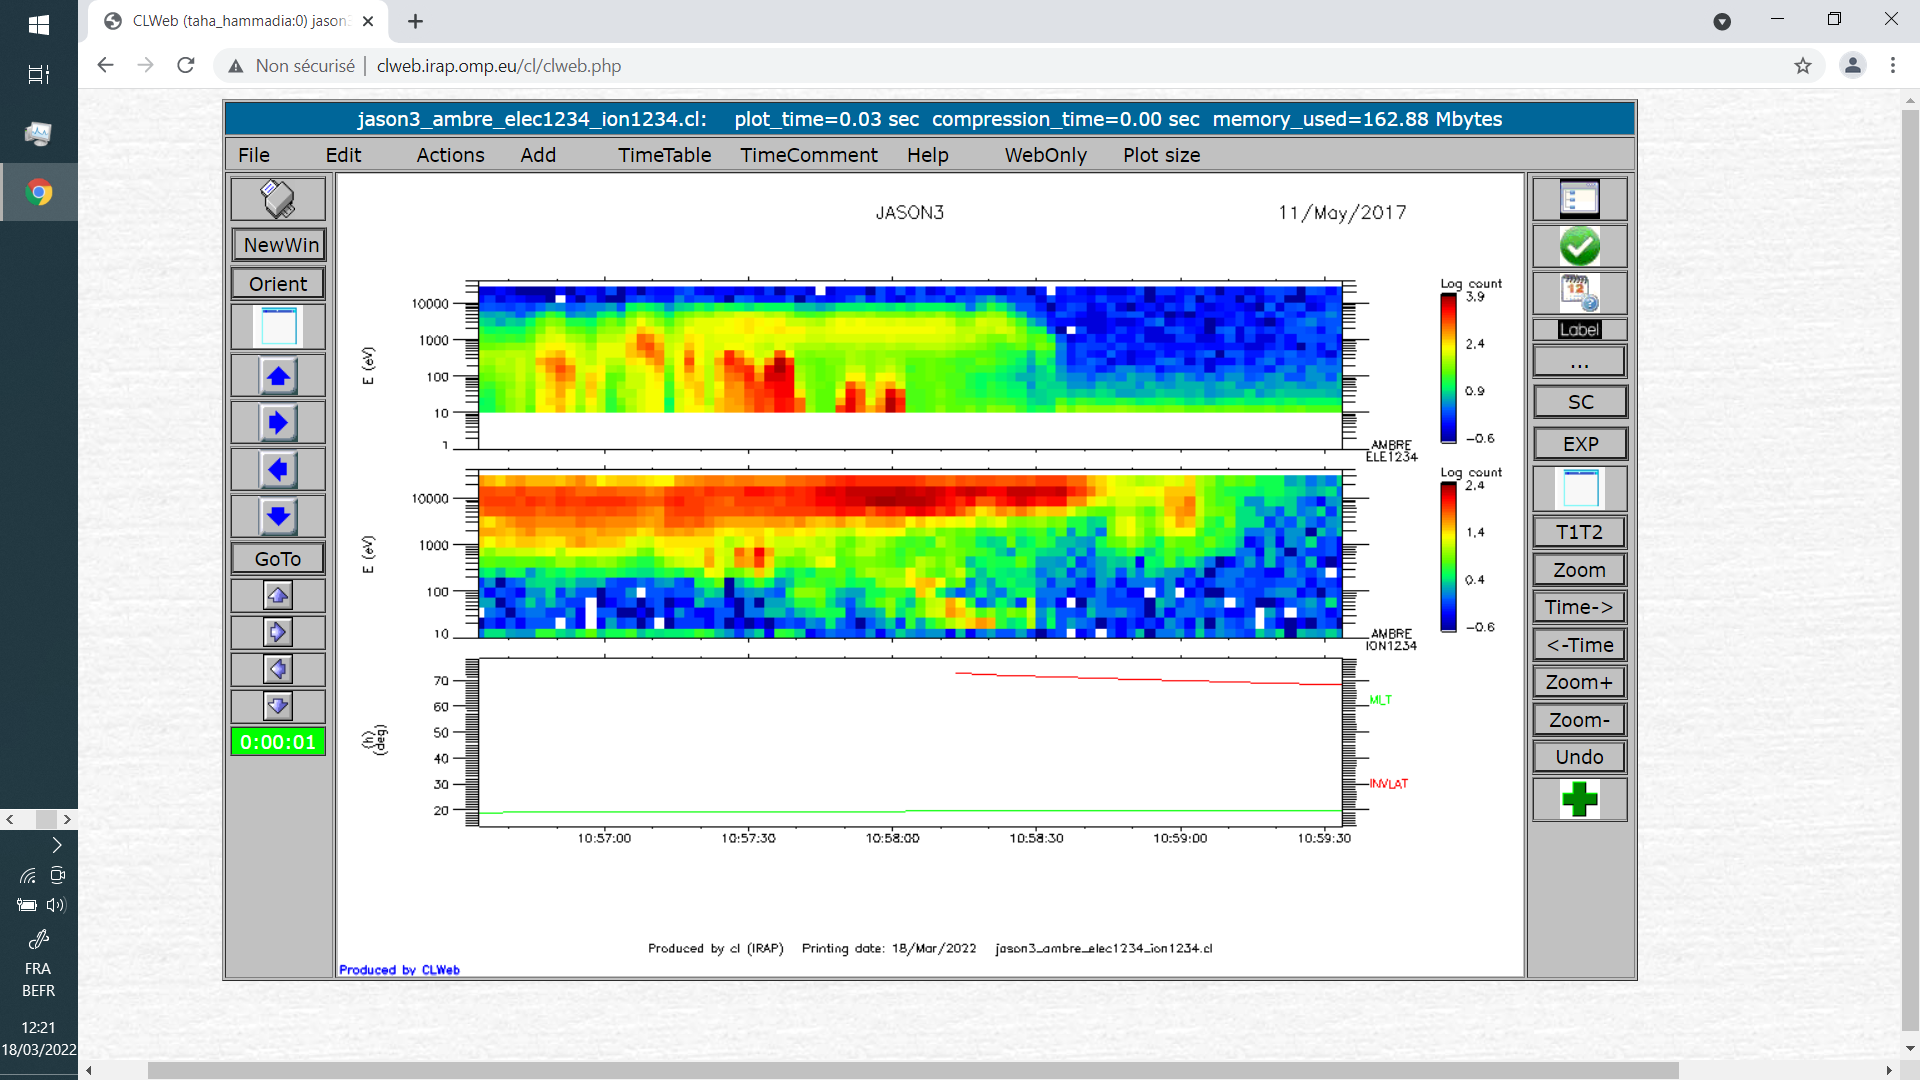 CLWeb (taha_hammadia:0) jason3
Non sécurisé | clweb.irap.omp.eu/cl/clweb.php
jason3_ambre_elec1234_ion1234.cl: plot_time=0.03 sec compression_time=0.00 sec memory_used=162.88 Mbytes
File Edit Actions Add TimeTable TimeComment Help WebOnly Plot size
NewWin
Orient
GoTo
0:00:01
JASON3 11/May/2017
Log count
3.9
2.4
0.9
-0.6
E (eV)
10000
1000
100
10
1
AMBRE
ELE1234
Log count
2.4
1.4
0.4
-0.6
E (eV)
10000
1000
100
10
AMBRE
ION1234
70
60
50
40
30
20
(h)
(deg)
MLT
INVLAT
10:57:00 10:57:30 10:58:00 10:58:30 10:59:00 10:59:30
Produced by cl (IRAP) Printing date: 18/Mar/2022 jason3_ambre_elec1234_ion1234.cl
Produced by CLWeb
12
Label
...
SC
EXP
T1T2
Zoom
Time->
<-Time
Zoom+
Zoom-
Undo
FRA
BEFR
12:21
18/03/2022